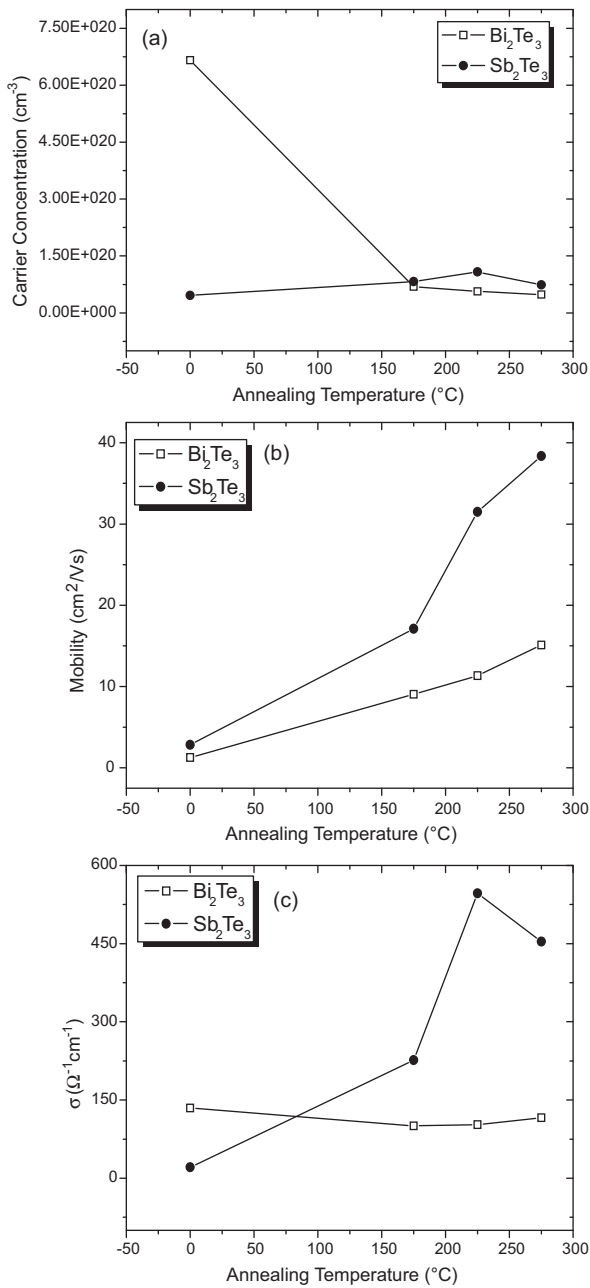 (a)
Bi₂Te₃
Sb₂Te₃
7.50E+020
6.00E+020
4.50E+020
3.00E+020
1.50E+020
0.00E+000
Carrier Concentration (cm⁻³)
-50 0 50 100 150 200 250 300
Annealing Temperature (°C)
Bi₂Te₃
Sb₂Te₃
(b)
40
30
20
10
0
Mobility (cm²/Vs)
-50 0 50 100 150 200 250 300
Annealing Temperature (°C)
Bi₂Te₃
Sb₂Te₃
(c)
600
450
300
150
0
σ (Ω⁻¹cm⁻¹)
-50 0 50 100 150 200 250 300
Annealing Temperature (°C)